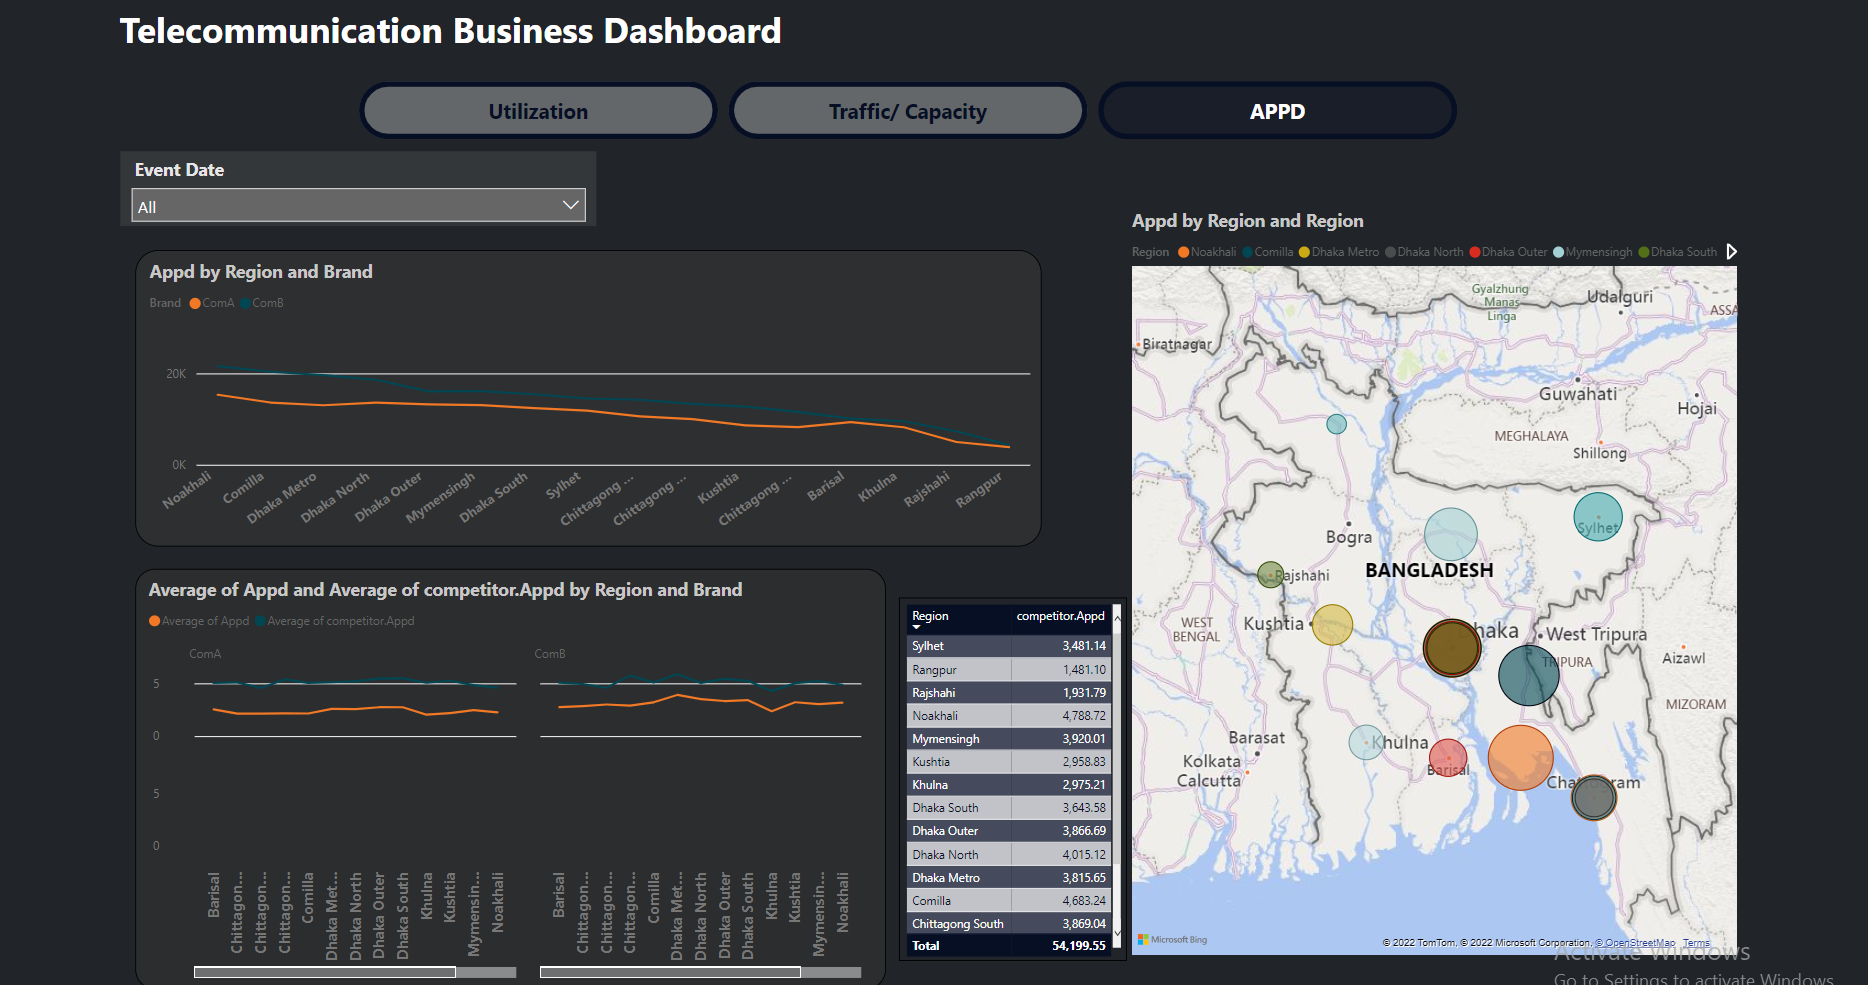 Telecommunication Business Dashboard
Utilization
Traffic/ Capacity
APPD
Event Date
All
Appd by Region and Brand
Brand ComA ComB
20K
0K
Noakhali
Comilla
Dhaka Metro
Dhaka North
Dhaka Outer
Mymensingh
Dhaka South
Sylhet
Chittagong ...
Chittagong ...
Kushtia
Chittagong ...
Barisal
Khulna
Rajshahi
Rangpur
Average of Appd and Average of competitor.Appd by Region and Brand
Average of Appd Average of competitor.Appd
ComA
ComB
5
0
5
0
Barisal
Chittagon...
Chittagon...
Chittagon...
Comilla
Dhaka Met...
Dhaka North
Dhaka Outer
Dhaka South
Khulna
Kushtia
Mymensin...
Noakhali
Barisal
Chittagon...
Chittagon...
Chittagon...
Comilla
Dhaka Met...
Dhaka North
Dhaka Outer
Dhaka South
Khulna
Kushtia
Mymensin...
Noakhali
Region competitor.Appd
Sylhet 3,481.14
Rangpur 1,481.10
Rajshahi 1,931.79
Noakhali 4,788.72
Mymensingh 3,920.01
Kushtia 2,958.83
Khulna 2,975.21
Dhaka South 3,643.58
Dhaka Outer 3,866.69
Dhaka North 4,015.12
Dhaka Metro 3,815.65
Comilla 4,683.24
Chittagong South 3,869.04
Total 54,199.55
Appd by Region and Region
Region Noakhali Comilla Dhaka Metro Dhaka North Dhaka Outer Mymensingh Dhaka South
Gyalzhung
Manas
Linga
Udalguri
ASSA
Biratnagar
Guwahati
Hojai
MEGHALAYA
Shillong
Sylhet
Bogra
BANGLADESH
Rajshahi
WEST
BENGAL
Kushtia
haka
West Tripura
TRIPURA
Aizawl
MIZORAM
Barasat
Khulna
Kolkata
Calcutta
Barisal
Cha
ram
Microsoft Bing
© 2022 TomTom, © 2022 Microsoft Corporation, © OpenStreetMap Terms
Activate Windows
Go to Settings to activate Windows.